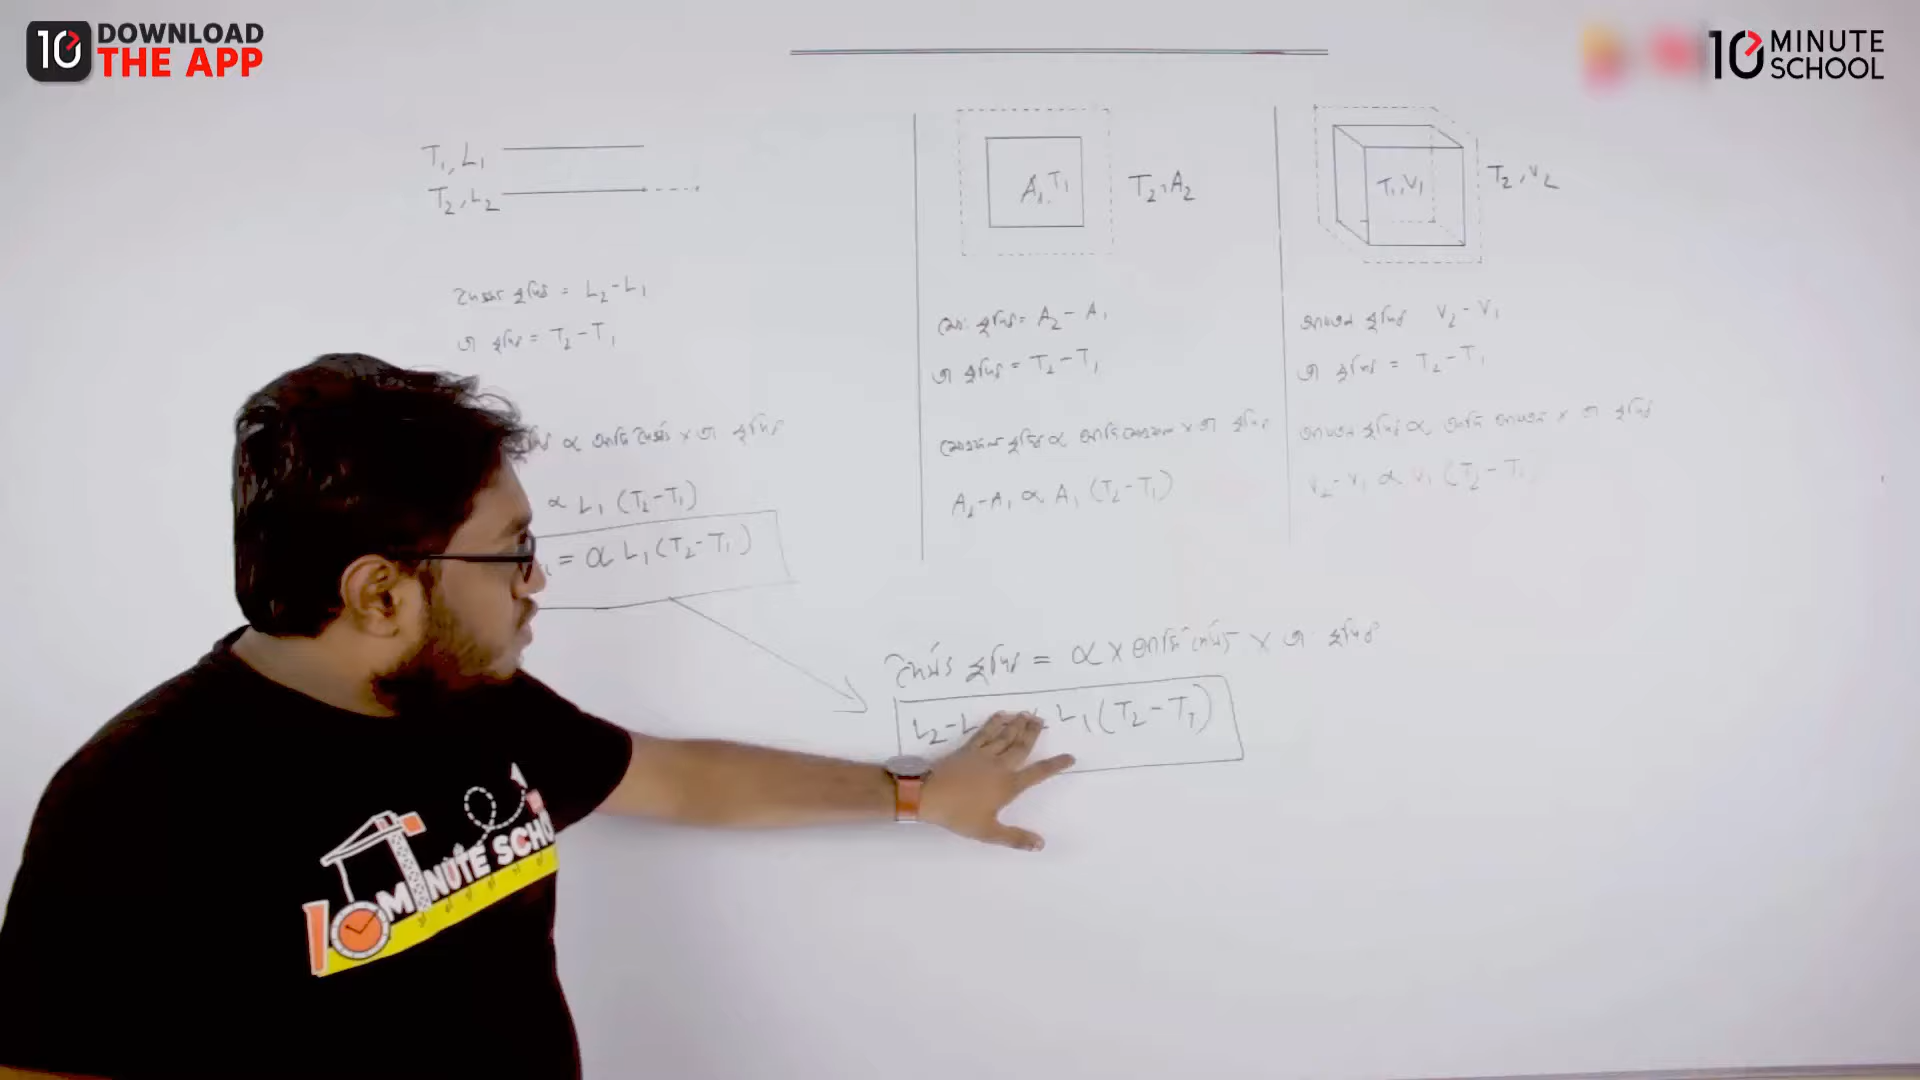 DOWNLOAD
THE APP
10 MINUTE
SCHOOL
T₁, L₁
T₂, L₂
দৈর্ঘ্য বৃদ্ধি = L₂-L₁
তা বৃদ্ধি = T₂-T₁
∝ আদি দৈর্ঘ্য × তা বৃদ্ধি
∝ L₁ (T₂-T₁)
= α L₁ (T₂-T₁)
A₁, T₁
T₂, A₂
ক্ষেঃ বৃদ্ধি = A₂ - A₁
তা বৃদ্ধি = T₂ - T₁
ক্ষেত্রফল বৃদ্ধি ∝ আদি ক্ষেত্রফল × তা বৃদ্ধি
A₂-A₁ ∝ A₁ (T₂-T₁)
T₁, V₁
T₂, V₂
আয়তন বৃদ্ধি V₂ - V₁
তা বৃদ্ধি = T₂ - T₁
আয়তন বৃদ্ধি ∝ আদি আয়তন × তা বৃদ্ধি
V₂-V₁ ∝ V₁ (T₂-T₁)
দৈর্ঘ্য বৃদ্ধি = α × আদি দৈর্ঘ্য × তা বৃদ্ধি
L₂-L L₁ (T₂-T₁)
10 MINUTE SCHO